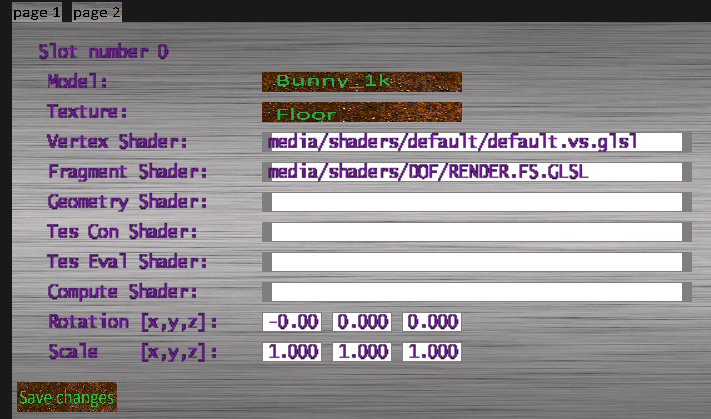 page 1 page 2
Slot number 0
Model: Bunny_1k
Texture: Floor
Vertex Shader: media/shaders/default/default.vs.glsl
Fragment Shader: media/shaders/DOF/RENDER.FS.GLSL
Geometry Shader:
Tes Con Shader:
Tes Eval Shader:
Compute Shader:
Rotation [x,y,z]: -0.00 0.000 0.000
Scale [x,y,z]: 1.000 1.000 1.000
Save changes